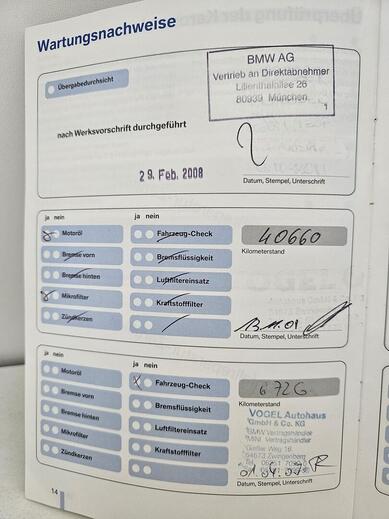 Wartungsnachweise
Übergabedurchsicht
BMW AG
Vertrieb an Direktabnehmer
Lilienthalallee 26
80939 München
1
nach Werksvorschrift durchgeführt
29. Feb. 2008
Datum, Stempel, Unterschrift
ja nein
Motoröl
Bremse vorn
Bremse hinten
Mikrofilter
Zündkerzen
ja nein
Fahrzeug-Check
Bremsflüssigkeit
Luftfiltereinsatz
Kraftstofffilter
40660
Kilometerstand
Datum, Stempel, Unterschrift
ja nein
Motoröl
Bremse vorn
Bremse hinten
Mikrofilter
Zündkerzen
ja nein
Fahrzeug-Check
Bremsflüssigkeit
Luftfiltereinsatz
Kraftstofffilter
Kilometerstand
VOGEL Autohaus
GmbH & Co. KG
BMW Vertragshändler
MINI Vertragshändler
64673 Zwingenberg
Datum, Stempel, Unterschrift
14